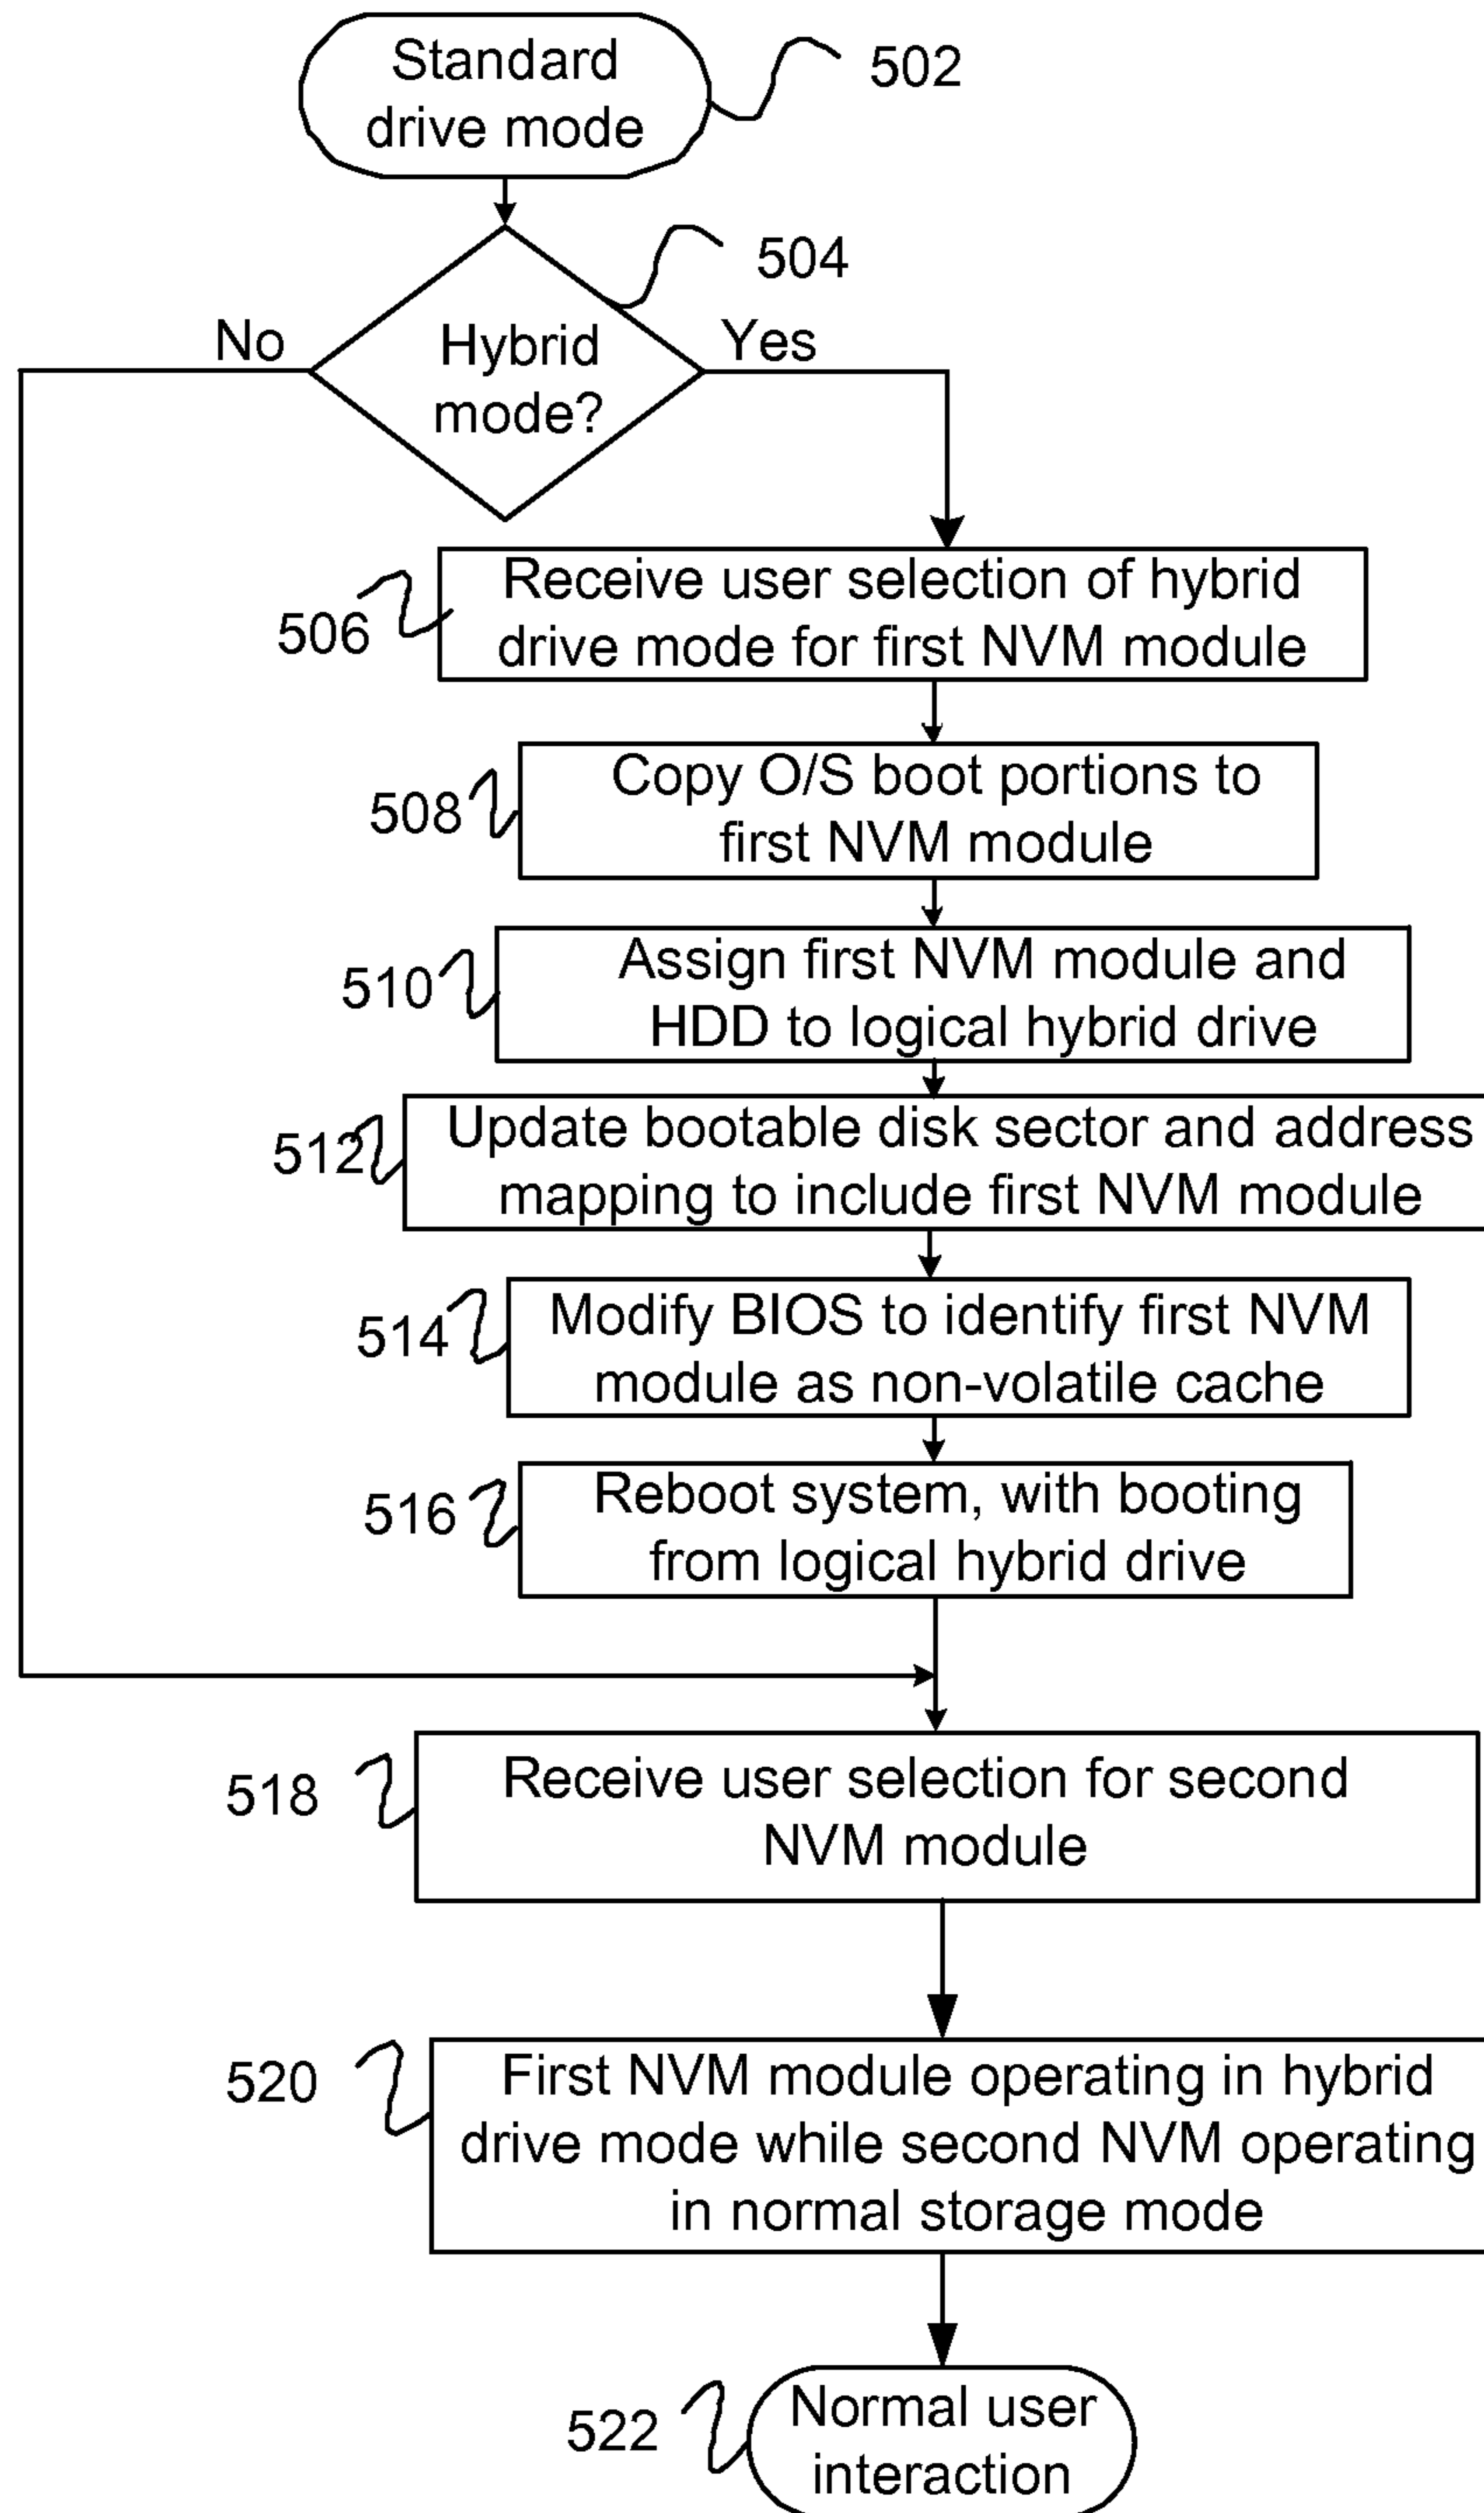 Standard
drive mode
502
504
No
Hybrid
mode?
Yes
506
Receive user selection of hybrid
drive mode for first NVM module
508
Copy O/S boot portions to
first NVM module
510
Assign first NVM module and
HDD to logical hybrid drive
512
Update bootable disk sector and address
mapping to include first NVM module
514
Modify BIOS to identify first NVM
module as non-volatile cache
516
Reboot system, with booting
from logical hybrid drive
518
Receive user selection for second
NVM module
520
First NVM module operating in hybrid
drive mode while second NVM operating
in normal storage mode
522
Normal user
interaction